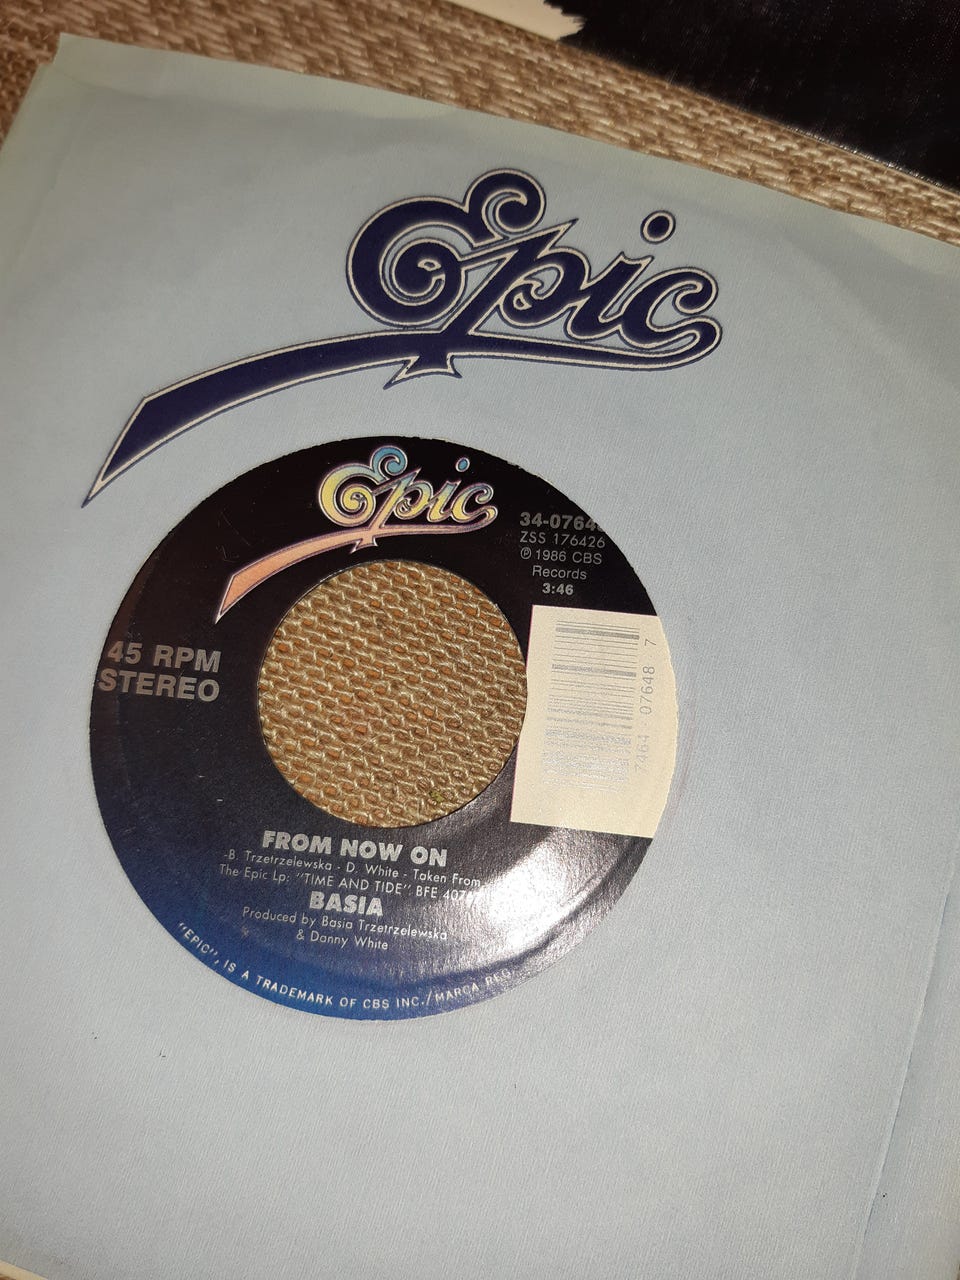 Epic
Epic
34-0764
ZSS 176426
℗ 1986 CBS
Records
3:46
45 RPM
STEREO
7464 07648 7
FROM NOW ON
-B. Trzetrzelewska - D. White - Taken From
The Epic Lp: "TIME AND TIDE", BFE 4076
BASIA
Produced by Basia Trzetrzelewska
& Danny White
"EPIC", IS A TRADEMARK OF CBS INC./MARCA REG.